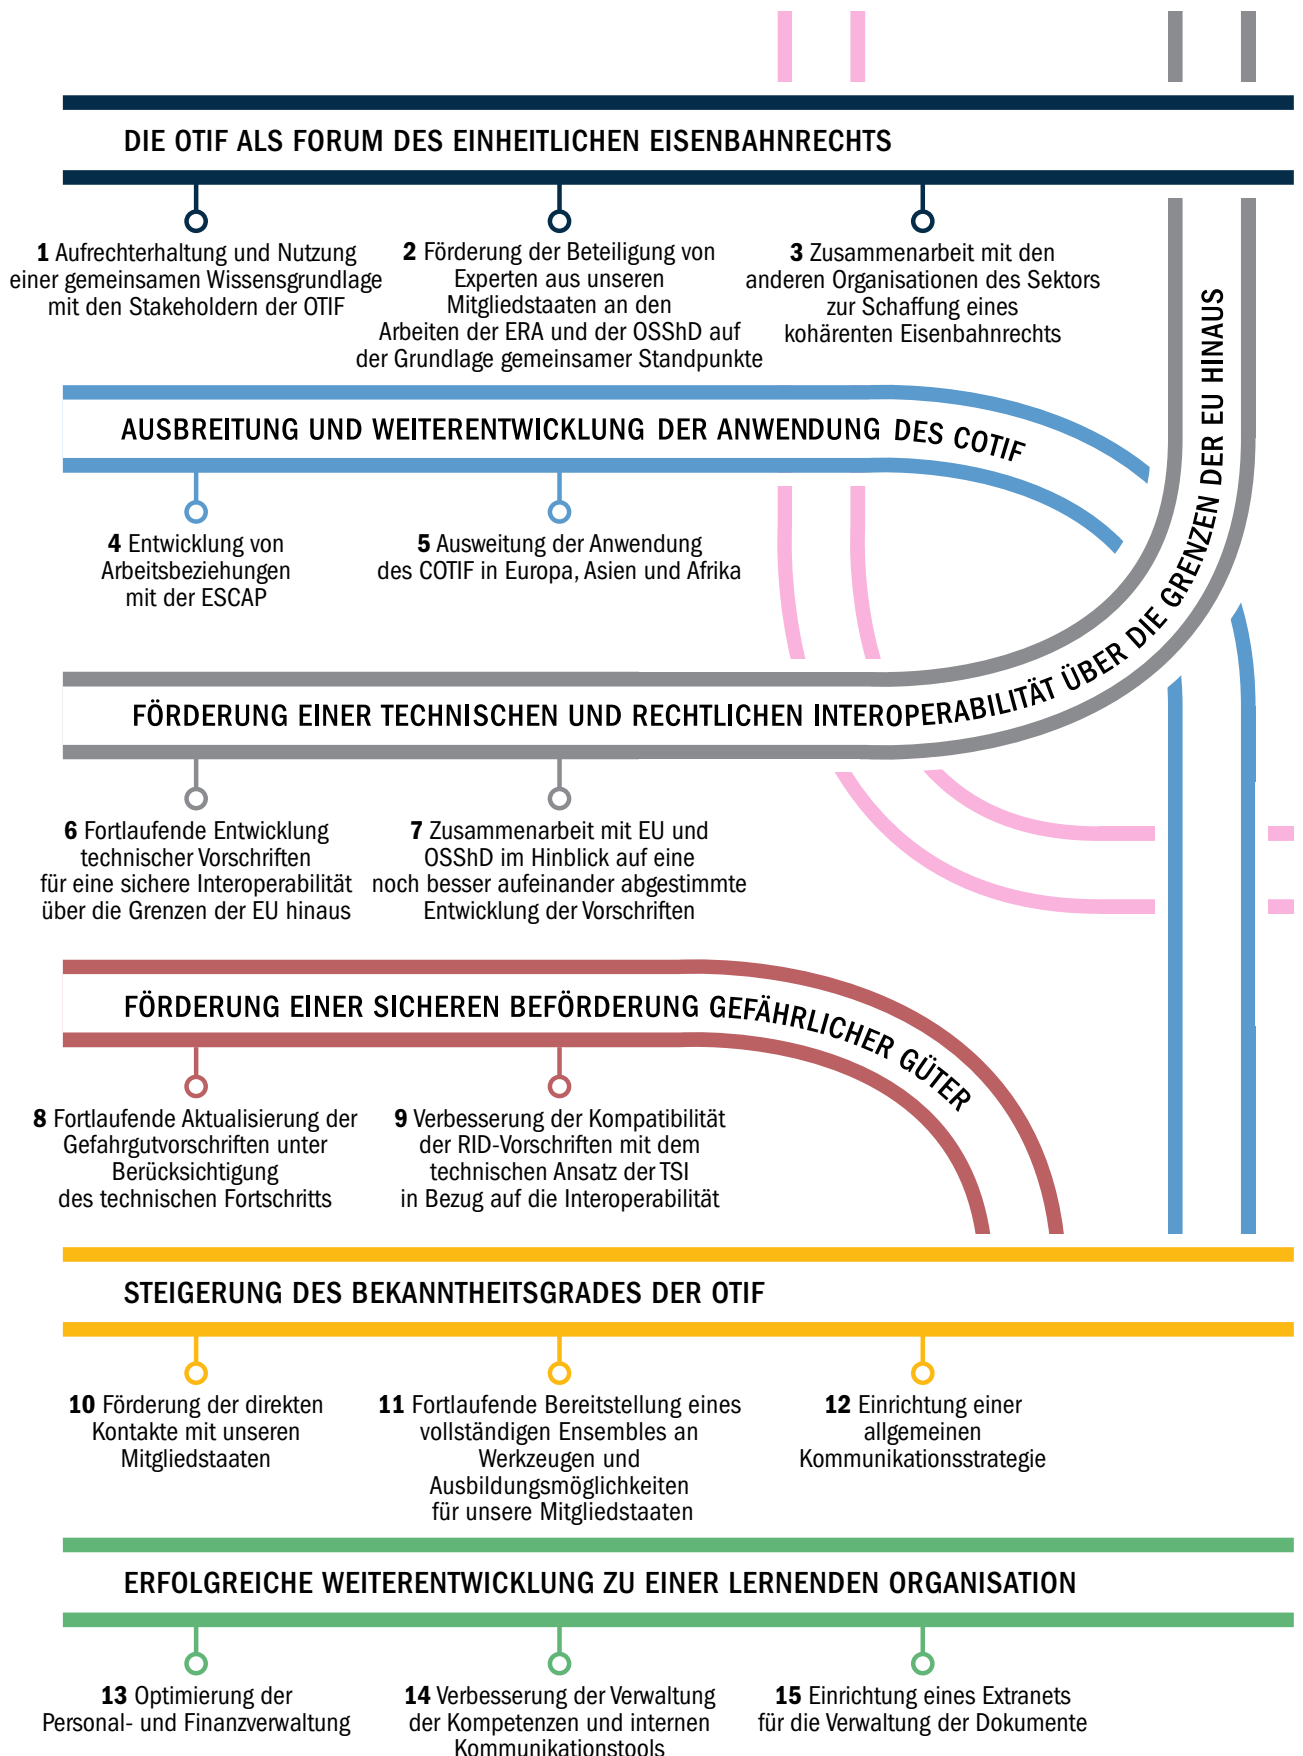 DIE OTIF ALS FORUM DES EINHEITLICHEN EISENBAHNRECHTS
1 Aufrechterhaltung und Nutzung
einer gemeinsamen Wissensgrundlage
mit den Stakeholdern der OTIF
2 Förderung der Beteiligung von
Experten aus unseren
Mitgliedstaaten an den
Arbeiten der ERA und der OSShD auf
der Grundlage gemeinsamer Standpunkte
3 Zusammenarbeit mit den
anderen Organisationen des Sektors
zur Schaffung eines
kohärenten Eisenbahnrechts
AUSBREITUNG UND WEITERENTWICKLUNG DER ANWENDUNG DES COTIF
4 Entwicklung von
Arbeitsbeziehungen
mit der ESCAP
5 Ausweitung der Anwendung
des COTIF in Europa, Asien und Afrika
FÖRDERUNG EINER TECHNISCHEN UND RECHTLICHEN INTEROPERABILITÄT ÜBER DIE GRENZEN DER EU HINAUS
6 Fortlaufende Entwicklung
technischer Vorschriften
für eine sichere Interoperabilität
über die Grenzen der EU hinaus
7 Zusammenarbeit mit EU und
OSShD im Hinblick auf eine
noch besser aufeinander abgestimmte
Entwicklung der Vorschriften
FÖRDERUNG EINER SICHEREN BEFÖRDERUNG GEFÄHRLICHER GÜTER
8 Fortlaufende Aktualisierung der
Gefahrgutvorschriften unter
Berücksichtigung
des technischen Fortschritts
9 Verbesserung der Kompatibilität
der RID-Vorschriften mit dem
technischen Ansatz der TSI
in Bezug auf die Interoperabilität
STEIGERUNG DES BEKANNTHEITSGRADES DER OTIF
10 Förderung der direkten
Kontakte mit unseren
Mitgliedstaaten
11 Fortlaufende Bereitstellung eines
vollständigen Ensembles an
Werkzeugen und
Ausbildungsmöglichkeiten
für unsere Mitgliedstaaten
12 Einrichtung einer
allgemeinen
Kommunikationsstrategie
ERFOLGREICHE WEITERENTWICKLUNG ZU EINER LERNENDEN ORGANISATION
13 Optimierung der
Personal- und Finanzverwaltung
14 Verbesserung der Verwaltung
der Kompetenzen und internen
Kommunikationstools
15 Einrichtung eines Extranets
für die Verwaltung der Dokumente